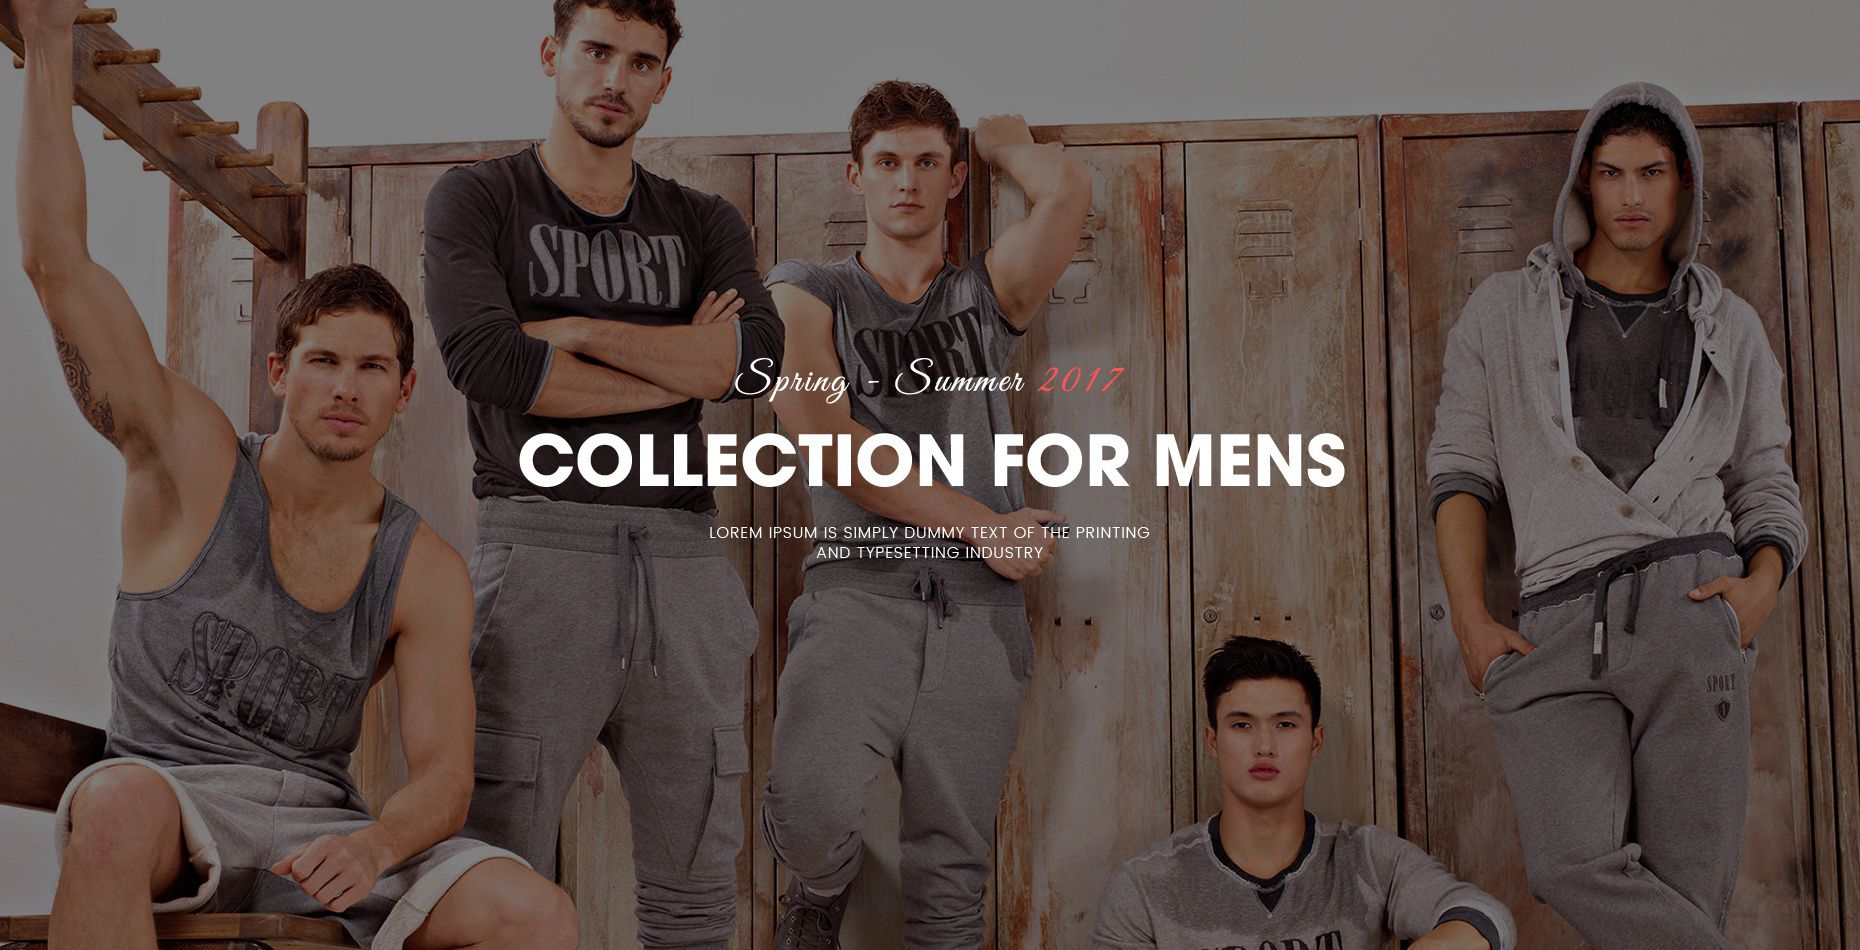 SPORT
SPORT
Spring - Summer 2017
COLLECTION FOR MENS
LOREM IPSUM IS SIMPLY DUMMY TEXT OF THE PRINTING
AND TYPESETTING INDUSTRY
SPORT
SPORT
SPORT